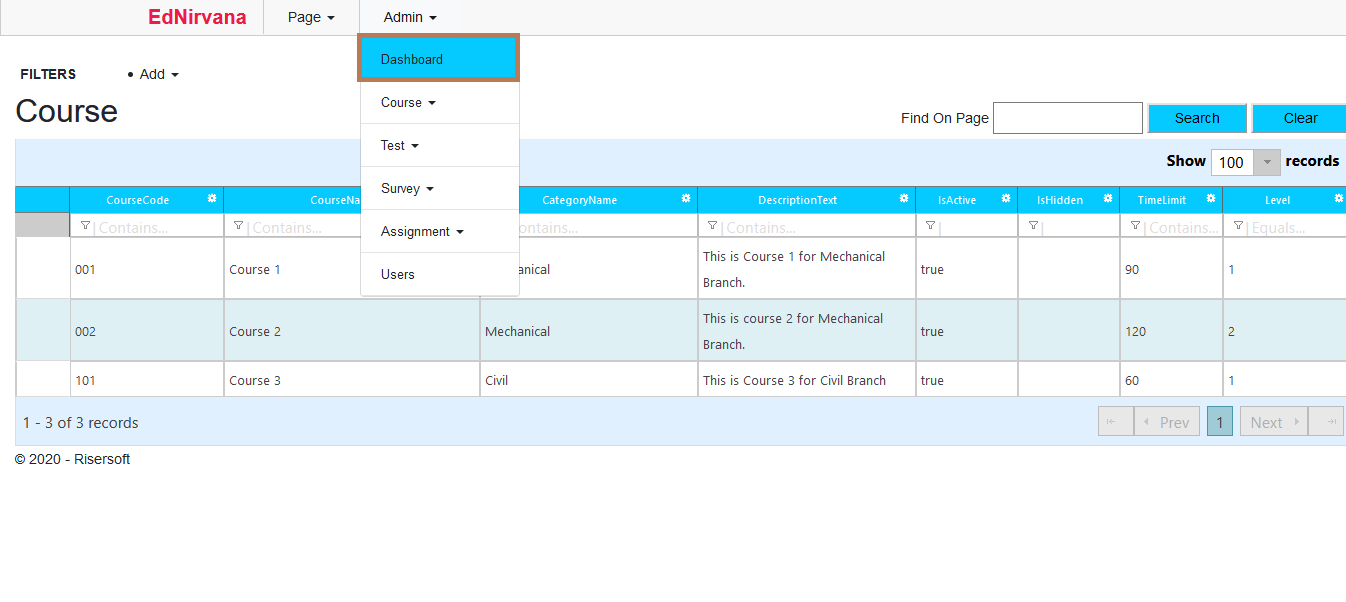 EdNirvana Page Admin
Dashboard
FILTERS • Add
Course
Course
Find On Page Search Clear
Test
Show 100 records
Survey
CourseCode CategoryName DescriptionText IsActive IsHidden TimeLimit Level
Contains... Contains... Contains... Contains... Equals...
Assignment
Users
001 Course 1 This is Course 1 for Mechanical
Branch. true 90 1
002 Course 2 Mechanical This is course 2 for Mechanical
Branch. true 120 2
101 Course 3 Civil This is Course 3 for Civil Branch true 60 1
1 - 3 of 3 records Prev 1 Next
© 2020 - Risersoft